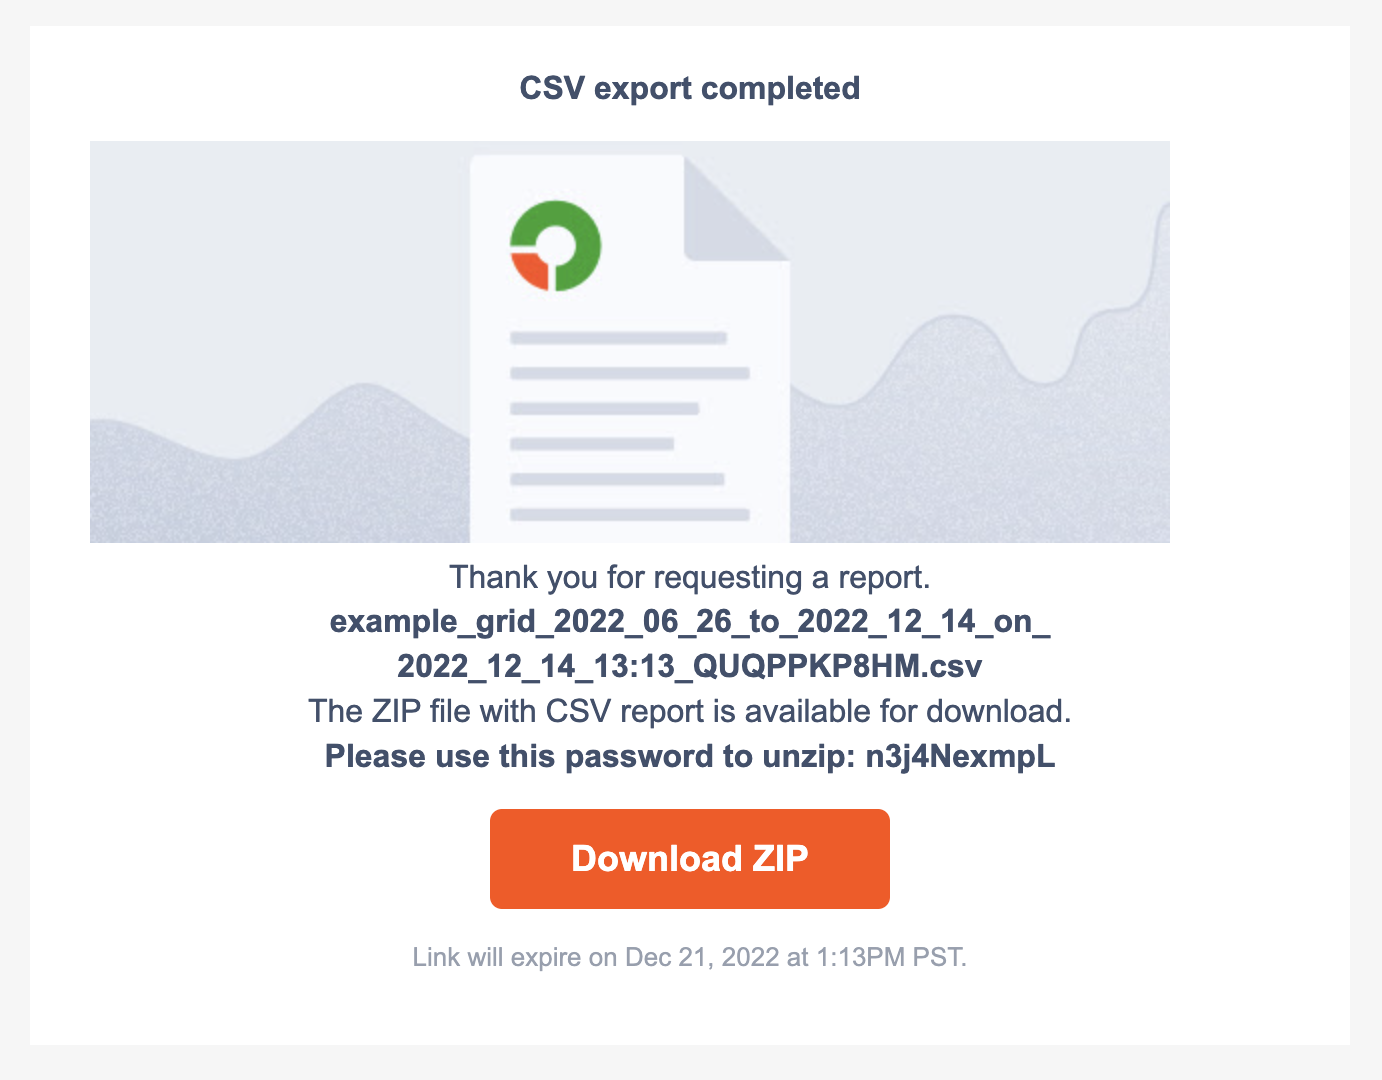 CSV export completed
Thank you for requesting a report.
example_grid_2022_06_26_to_2022_12_14_on_
2022_12_14_13:13_QUQPPKP8HM.csv
The ZIP file with CSV report is available for download.
Please use this password to unzip: n3j4NexmpL
Download ZIP
Link will expire on Dec 21, 2022 at 1:13PM PST.